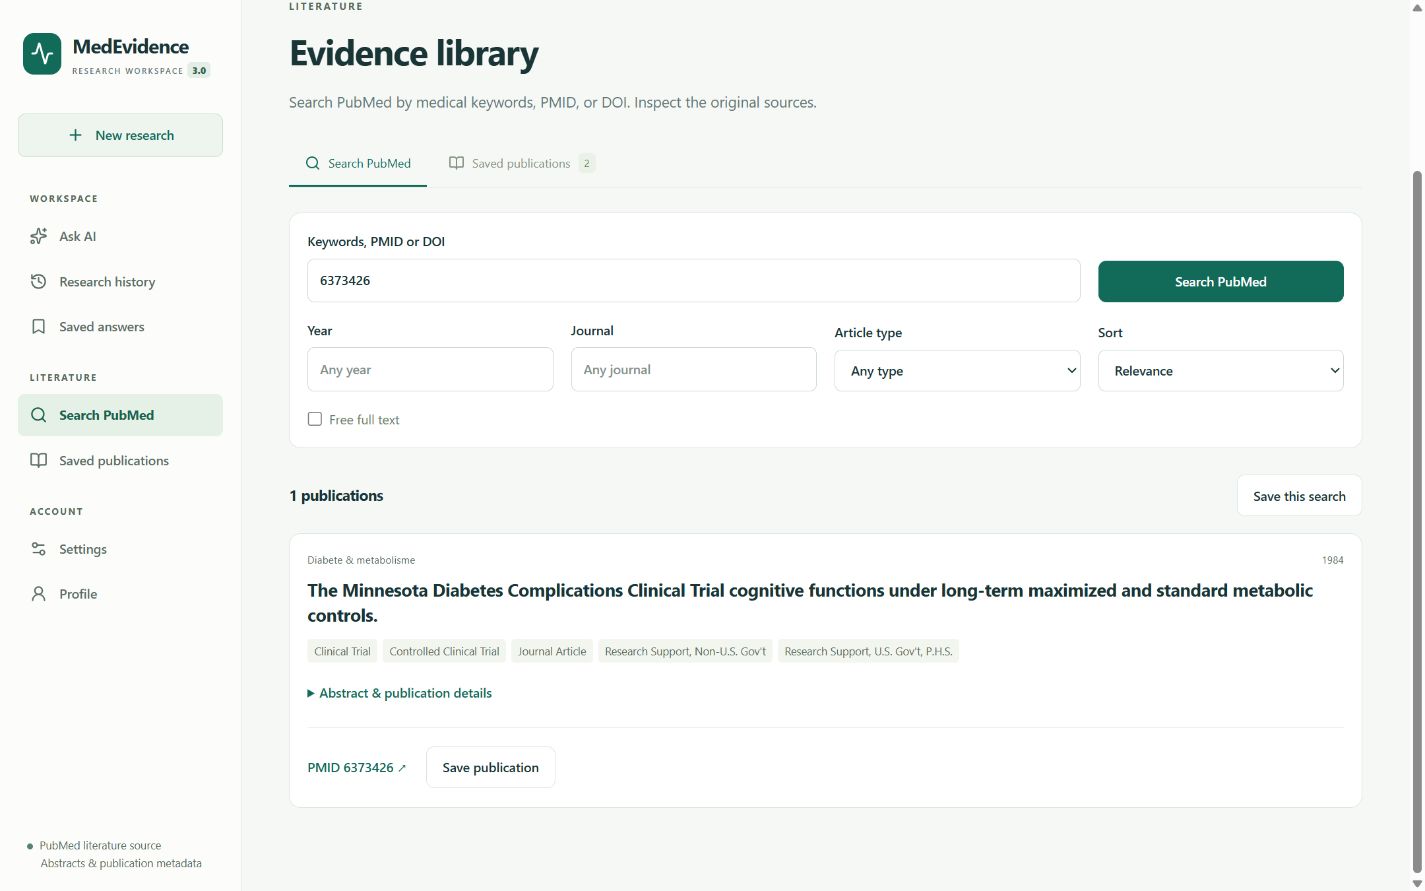 MedEvidence
RESEARCH WORKSPACE 3.0
New research
WORKSPACE
Ask AI
Research history
Saved answers
LITERATURE
Search PubMed
Saved publications
ACCOUNT
Settings
Profile
PubMed literature source
Abstracts & publication metadata
LITERATURE
Evidence library
Search PubMed by medical keywords, PMID, or DOI. Inspect the original sources.
Search PubMed Saved publications 2
Keywords, PMID or DOI
6373426 Search PubMed
Year Journal Article type Sort
Any year Any journal Any type Relevance
Free full text
1 publications Save this search
Diabete & metabolisme 1984
The Minnesota Diabetes Complications Clinical Trial cognitive functions under long-term maximized and standard metabolic
controls.
Clinical Trial Controlled Clinical Trial Journal Article Research Support, Non-U.S. Gov't Research Support, U.S. Gov't, P.H.S.
▶ Abstract & publication details
PMID 6373426 ↗ Save publication